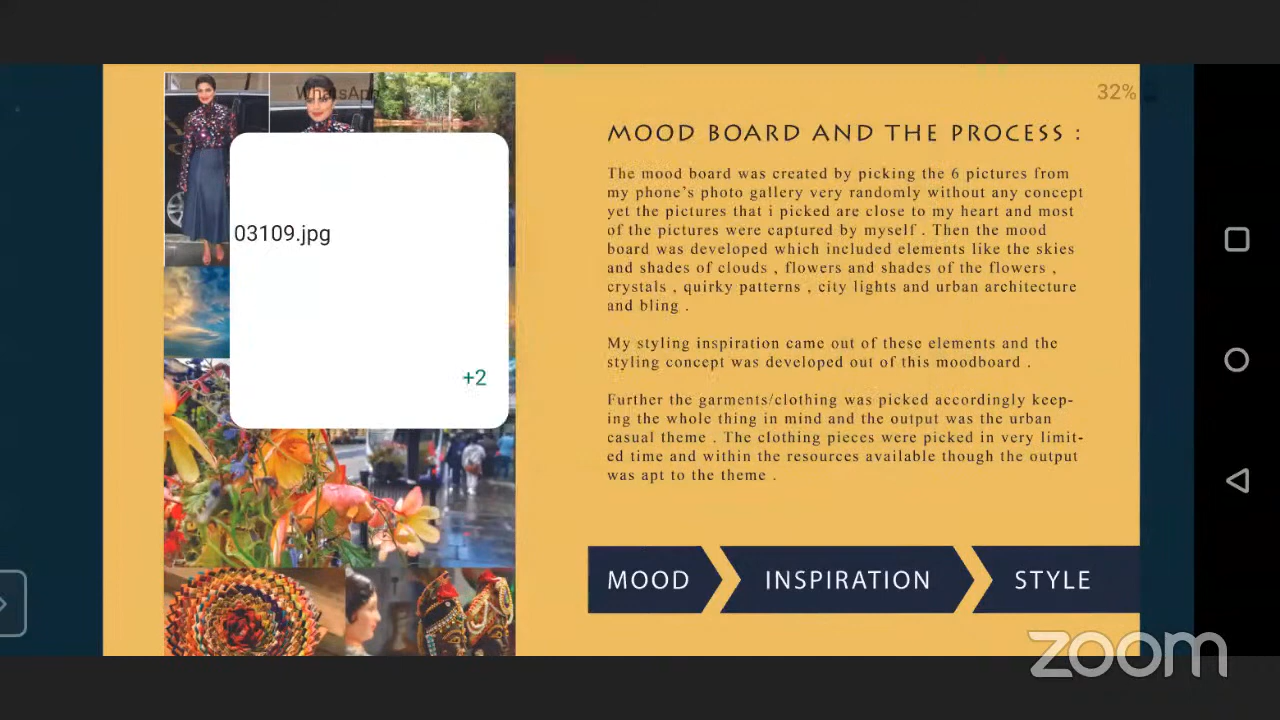 WhatsApp
32%
03109.jpg
+2
MOOD BOARD AND THE PROCESS :
The mood board was created by picking the 6 pictures from
my phone's photo gallery very randomly without any concept
yet the pictures that i picked are close to my heart and most
of the pictures were captured by myself . Then the mood
board was developed which included elements like the skies
and shades of clouds , flowers and shades of the flowers ,
crystals , quirky patterns , city lights and urban architecture
and bling .
My styling inspiration came out of these elements and the
styling concept was developed out of this moodboard .
Further the garments/clothing was picked accordingly keep-
ing the whole thing in mind and the output was the urban
casual theme . The clothing pieces were picked in very limit-
ed time and within the resources available though the output
was apt to the theme .
MOOD
INSPIRATION
STYLE
zoom